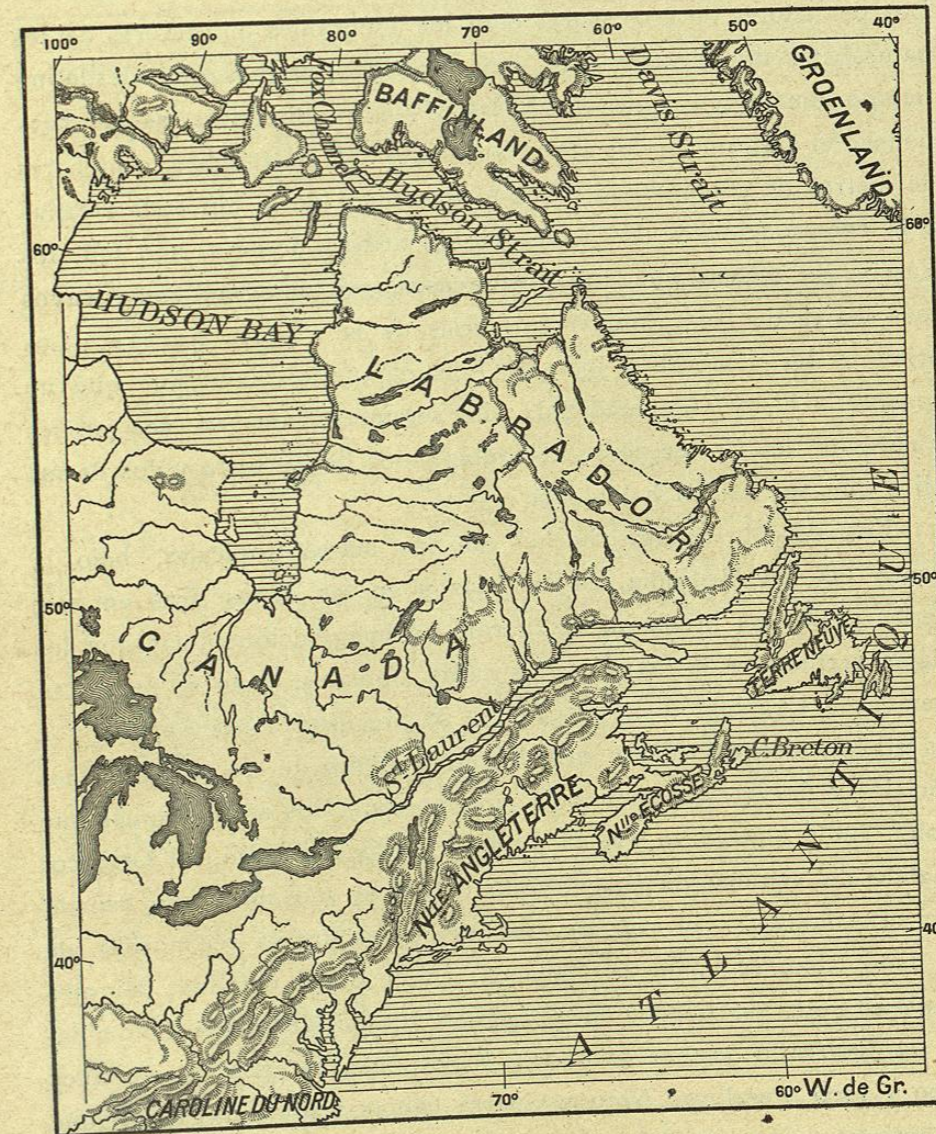 100° 90° 80° 70° 60° 50° 40°
Fox Channel
BAFFINLAND
Davis Strait
GROENLAND
Hudson Strait
60° 60°
HUDSON BAY
LABRADOR
50° 50°
CANADA
TERRE NEUVE
St Laurent
C. Breton
Nlle ECOSSE
Nlle ANGLETERRE
ATLANTIQUE
40° 40°
CAROLINE DU NORD
70° 60° W. de Gr.